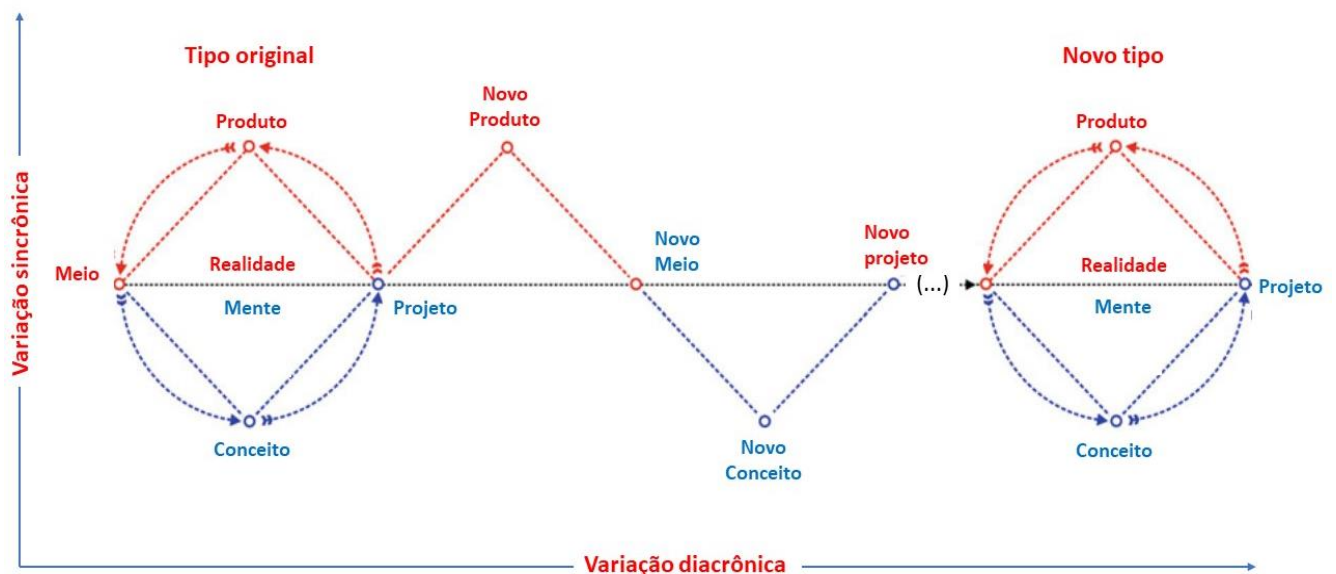 Tipo original
Novo tipo
Novo
Produto
Produto
Produto
Variação sincrônica
Meio
Realidade
Mente
Projeto
Novo
Meio
Novo
projeto
(...)
Realidade
Mente
Projeto
Conceito
Novo
Conceito
Conceito
Variação diacrônica